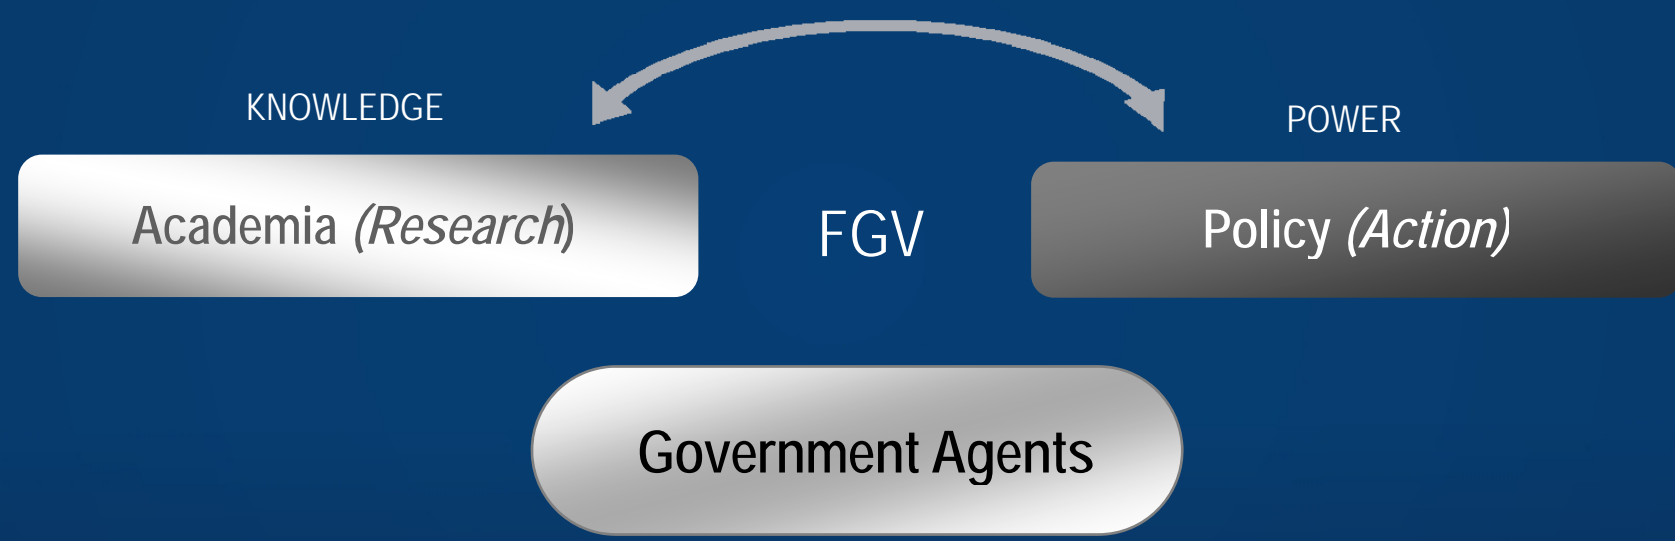 KNOWLEDGE
POWER
Academia (Research)
FGV
Policy (Action)
Government Agents